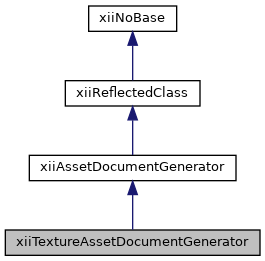 xiiNoBase
xiiReflectedClass
xiiAssetDocumentGenerator
xiiTextureAssetDocumentGenerator